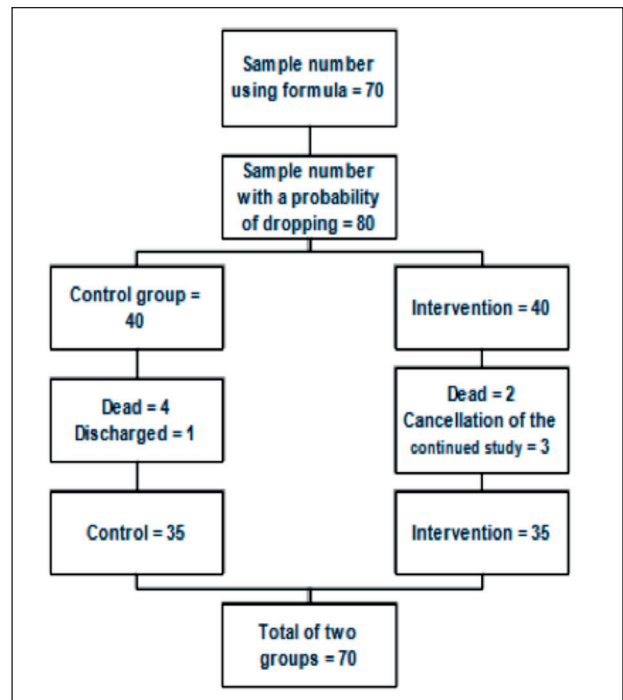 Sample number
using formula = 70
Sample number
with a probability
of dropping = 80
Control group =
40
Intervention = 40
Dead = 4
Discharged = 1
Dead = 2
Cancellation of the
continued study = 3
Control = 35
Intervention = 35
Total of two
groups = 70